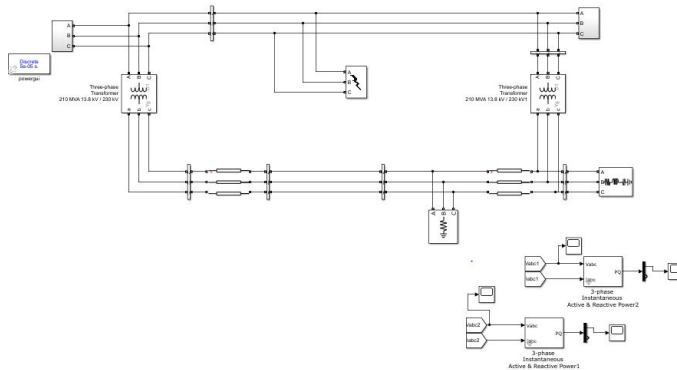 A
B
C
Discrete
5e-05 s.
powergui
A B C
Three-phase
Transformer
210 MVA 13.8 kV / 230 kV
A
B
C
A
B
C
A B C
Three-phase
Transformer
210 MVA 13.8 kV / 230 kV1
A
B
C
A B C
Vabc1
Iabc1
Vabc
Iabc
PQ
3-phase
Instantaneous
Active & Reactive Power2
Vabc2
Iabc2
Vabc
Iabc
PQ
3-phase
Instantaneous
Active & Reactive Power1